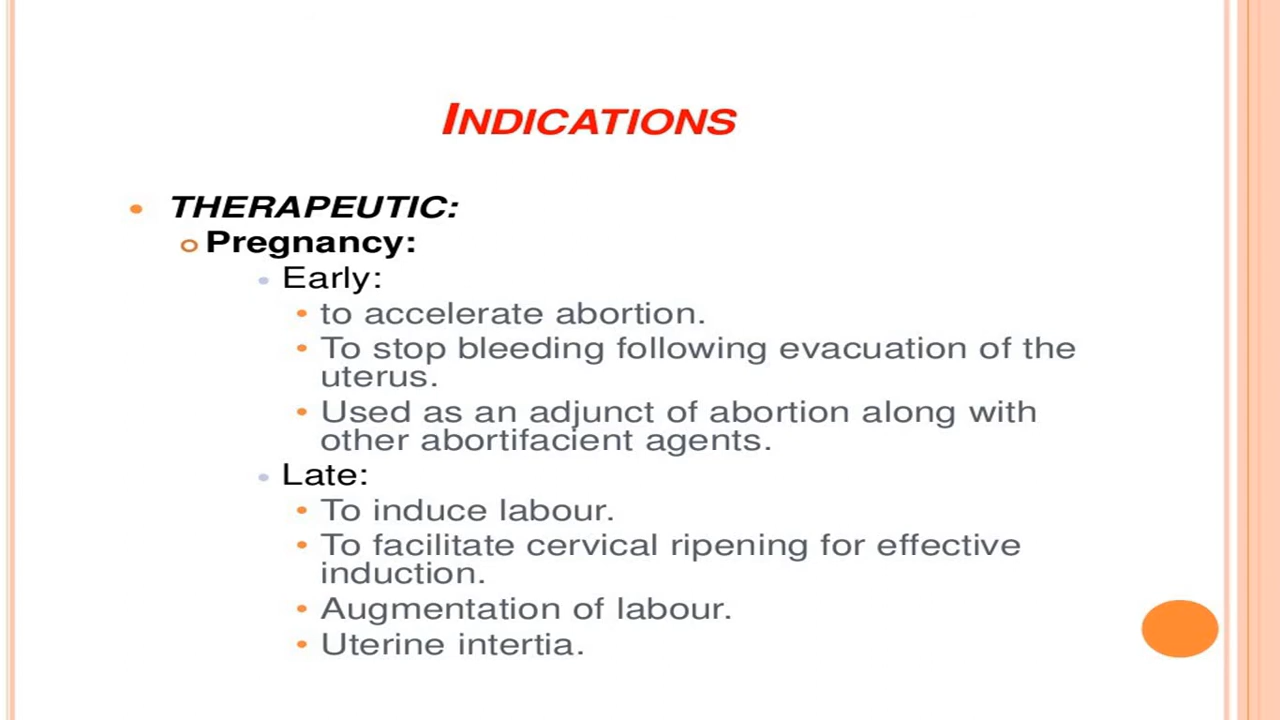 INDICATIONS
• THERAPEUTIC:
o Pregnancy:
• Early:
• to accelerate abortion.
• To stop bleeding following evacuation of the
uterus.
• Used as an adjunct of abortion along with
other abortifacient agents.
• Late:
• To induce labour.
• To facilitate cervical ripening for effective
induction.
• Augmentation of labour.
• Uterine intertia.